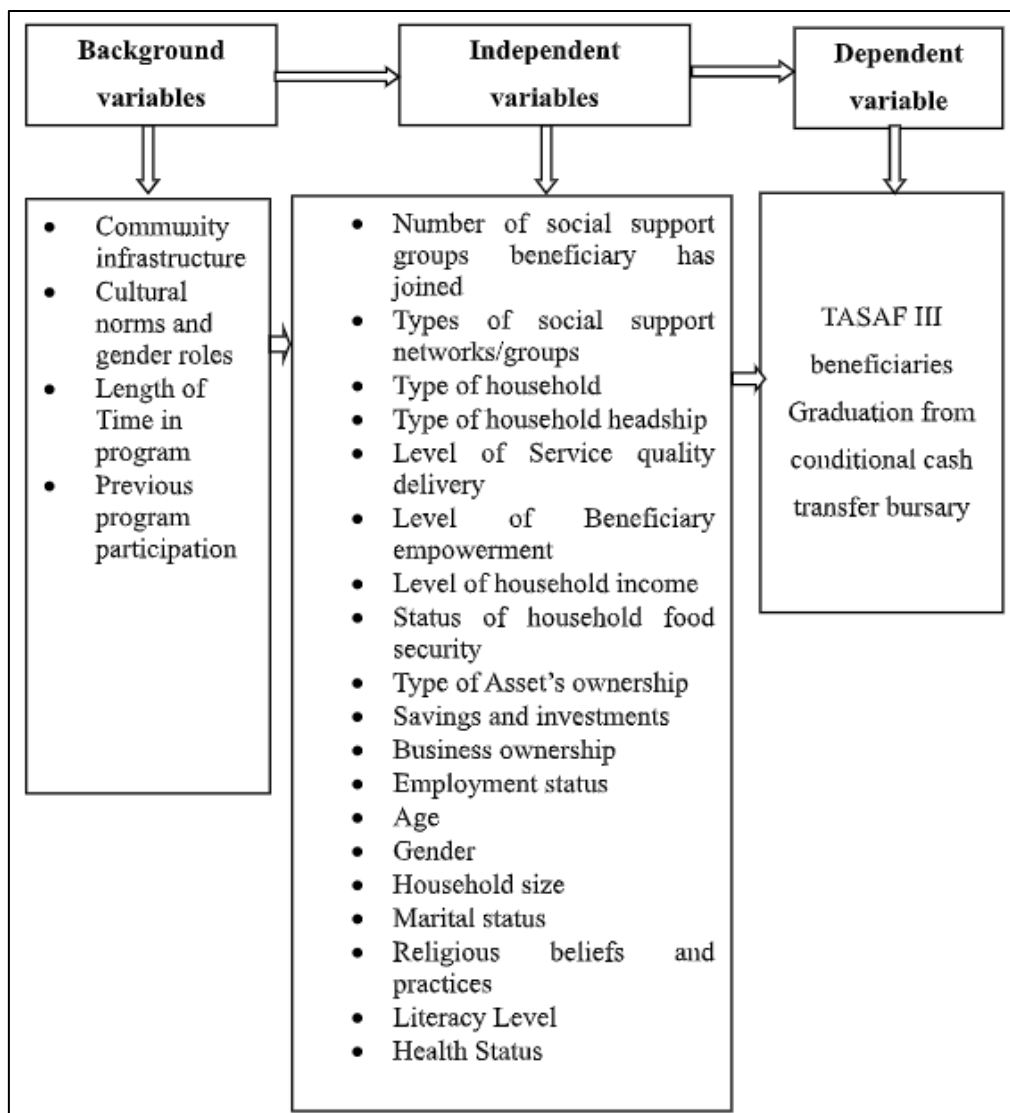 Background
variables
Independent
variables
Dependent
variable
• Community
infrastructure
• Cultural
norms and
gender roles
• Length of
Time in
program
• Previous
program
participation
• Number of social support
groups beneficiary has
joined
• Types of social support
networks/groups
• Type of household
• Type of household headship
• Level of Service quality
delivery
• Level of Beneficiary
empowerment
• Level of household income
• Status of household food
security
• Type of Asset’s ownership
• Savings and investments
• Business ownership
• Employment status
• Age
• Gender
• Household size
• Marital status
• Religious beliefs and
practices
• Literacy Level
• Health Status
TASAF III
beneficiaries
Graduation from
conditional cash
transfer bursary